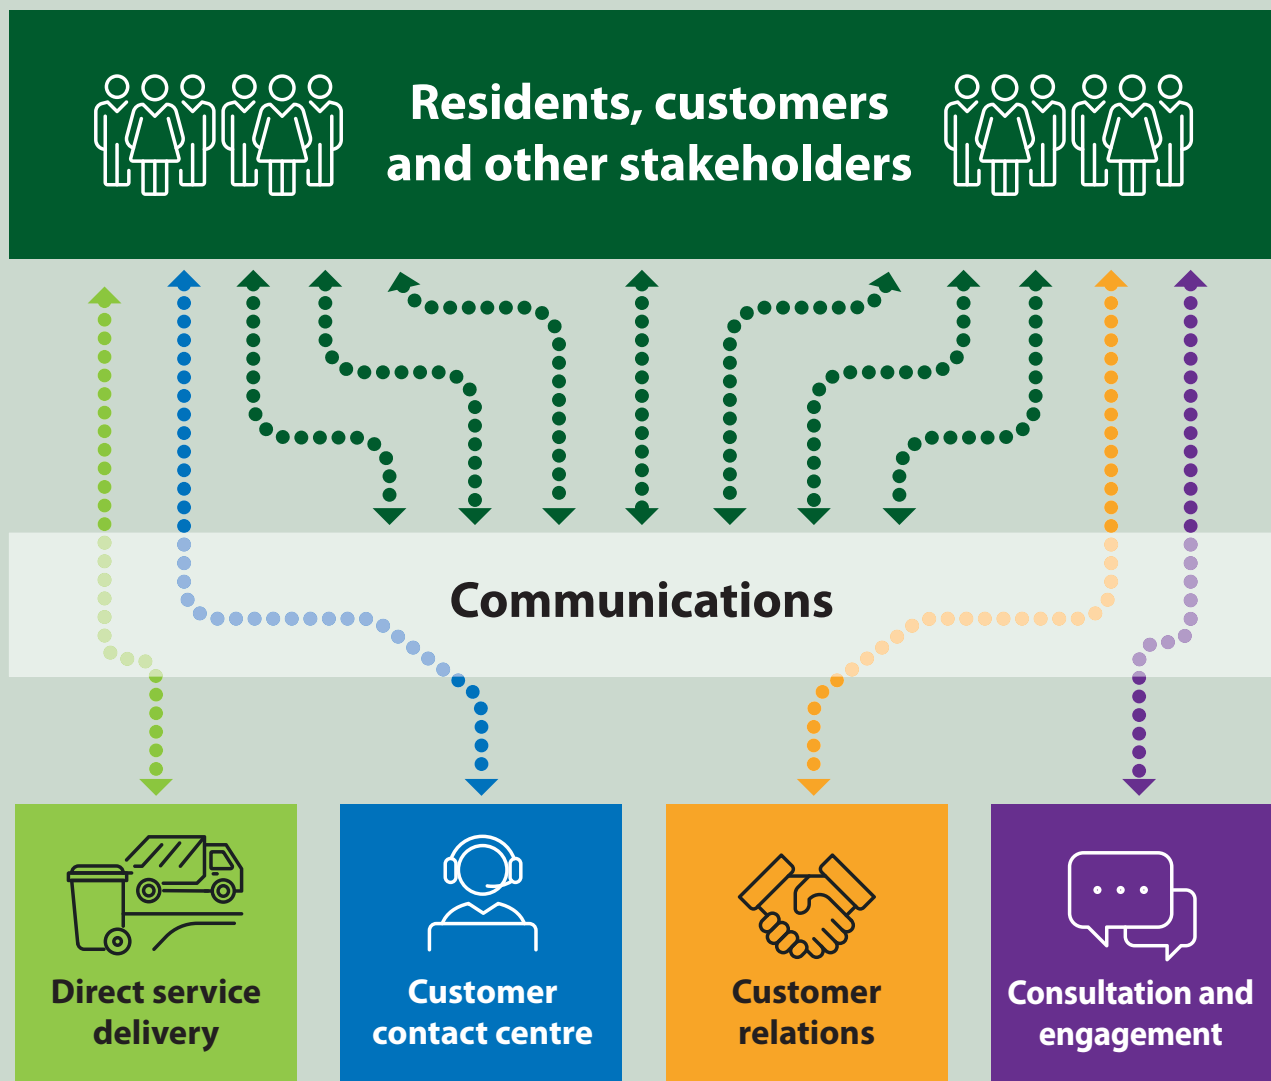 Residents, customers
and other stakeholders
Communications
Direct service
delivery
Customer
contact centre
Customer
relations
Consultation and
engagement